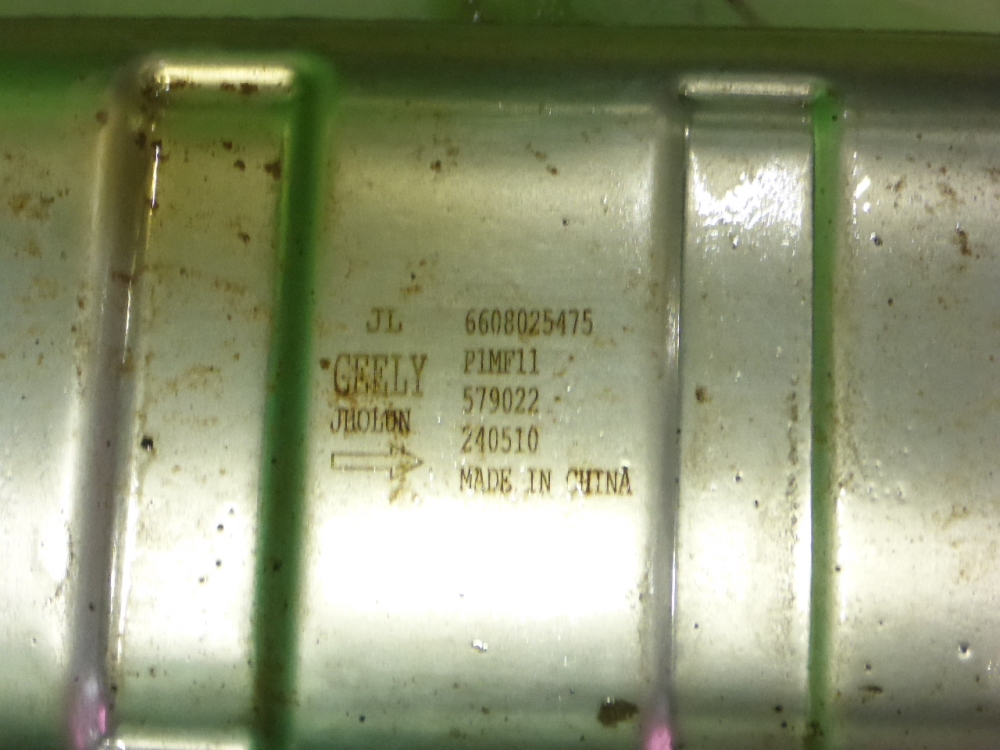 JL
GEELY
JHOLUN
6608025475
P1MF11
579022
240510
MADE IN CHINA